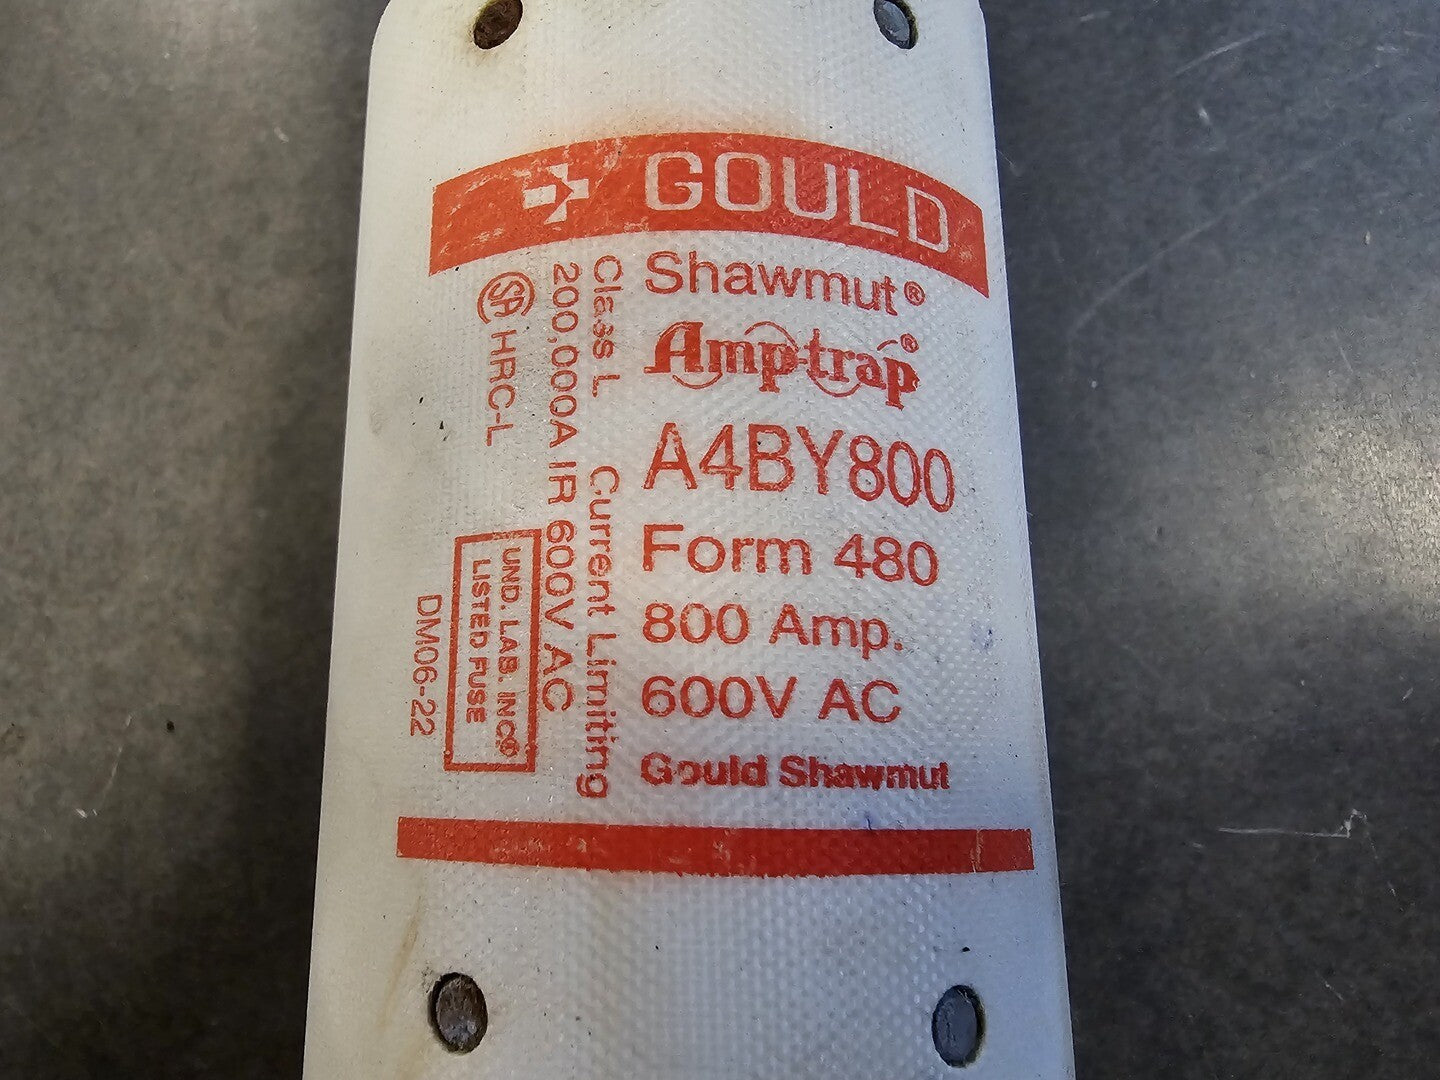 GOULD
Shawmut®
Amp-trap®
A4BY800
Form 480
800 Amp.
600V AC
Gould Shawmut
Class L Current Limiting
200,000A IR 600V AC
SA HRC-L
UND. LAB. INC.®
LISTED FUSE
DM06-22